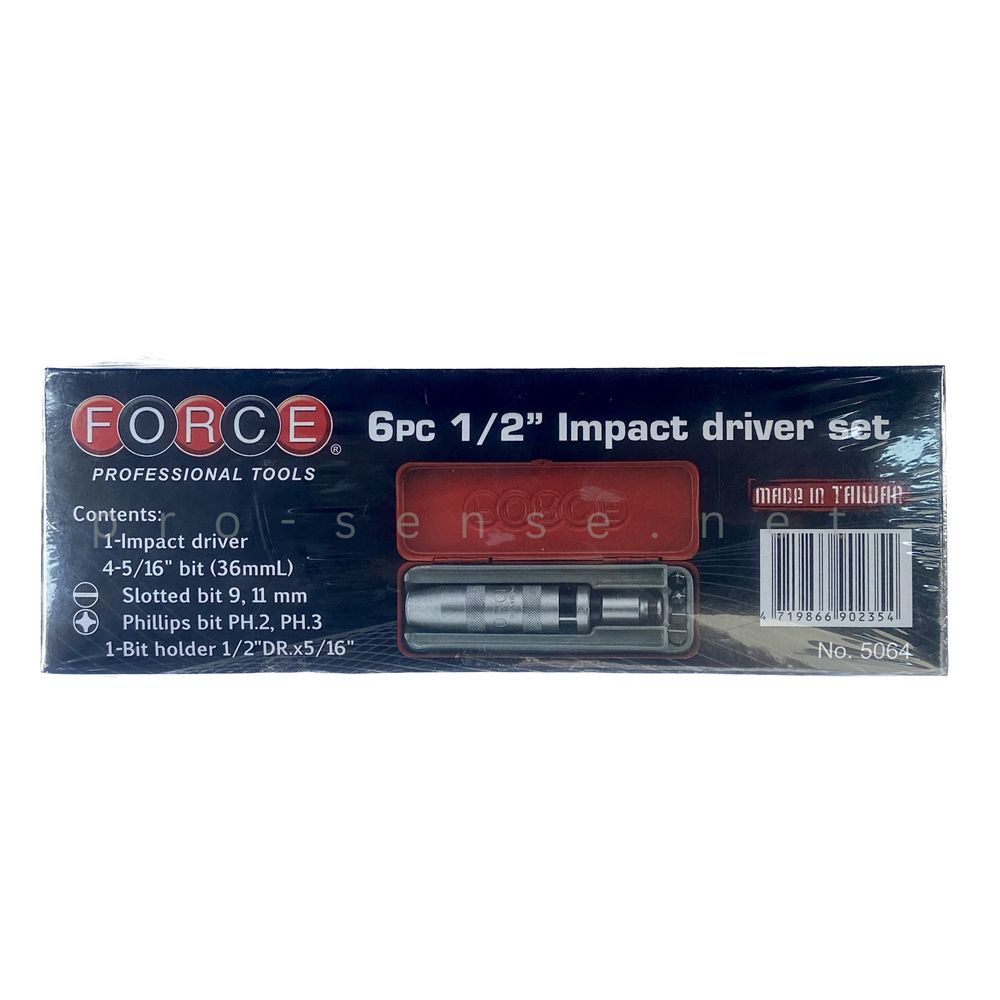 FORCE®
PROFESSIONAL TOOLS
6PC 1/2" Impact driver set
FORCE
MADE IN TAIWAN
Contents:
pro-sense.net
1-Impact driver
4-5/16" bit (36mmL)
Slotted bit 9, 11 mm
Phillips bit PH.2, PH.3
1-Bit holder 1/2"DR.x5/16"
4 719866 902354
No. 5064